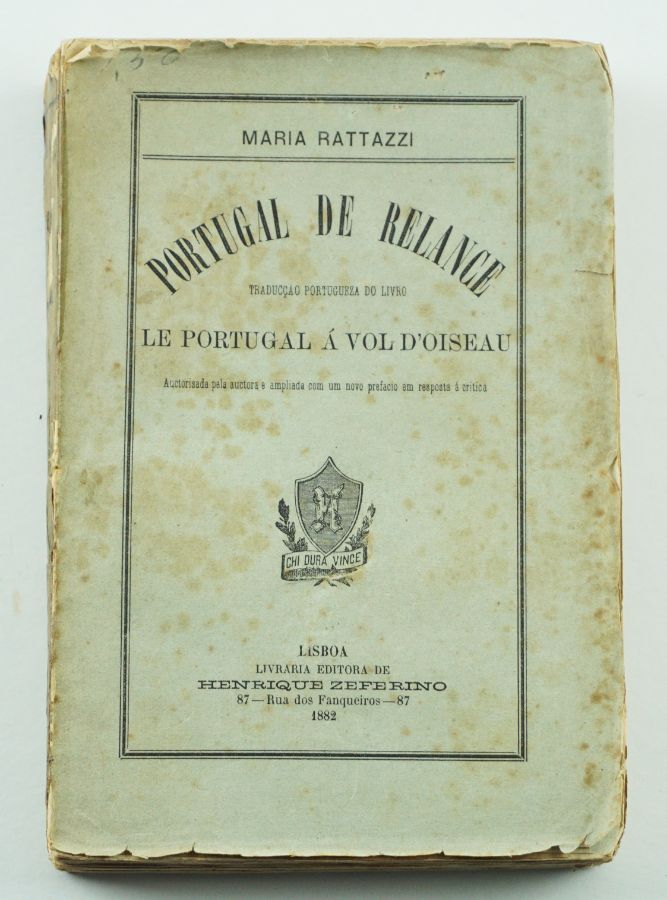 MARIA RATTAZZI
PORTUGAL DE RELANCE
TRADUCÇÃO PORTUGUEZA DO LIVRO
LE PORTUGAL Á VOL D'OISEAU
Auctorisada pela auctora e ampliada com um novo prefacio em resposta á critica
CHI DURA VINCE
LISBOA
LIVRARIA EDITORA DE
HENRIQUE ZEFERINO
87—Rua dos Fanqueiros—87
1882